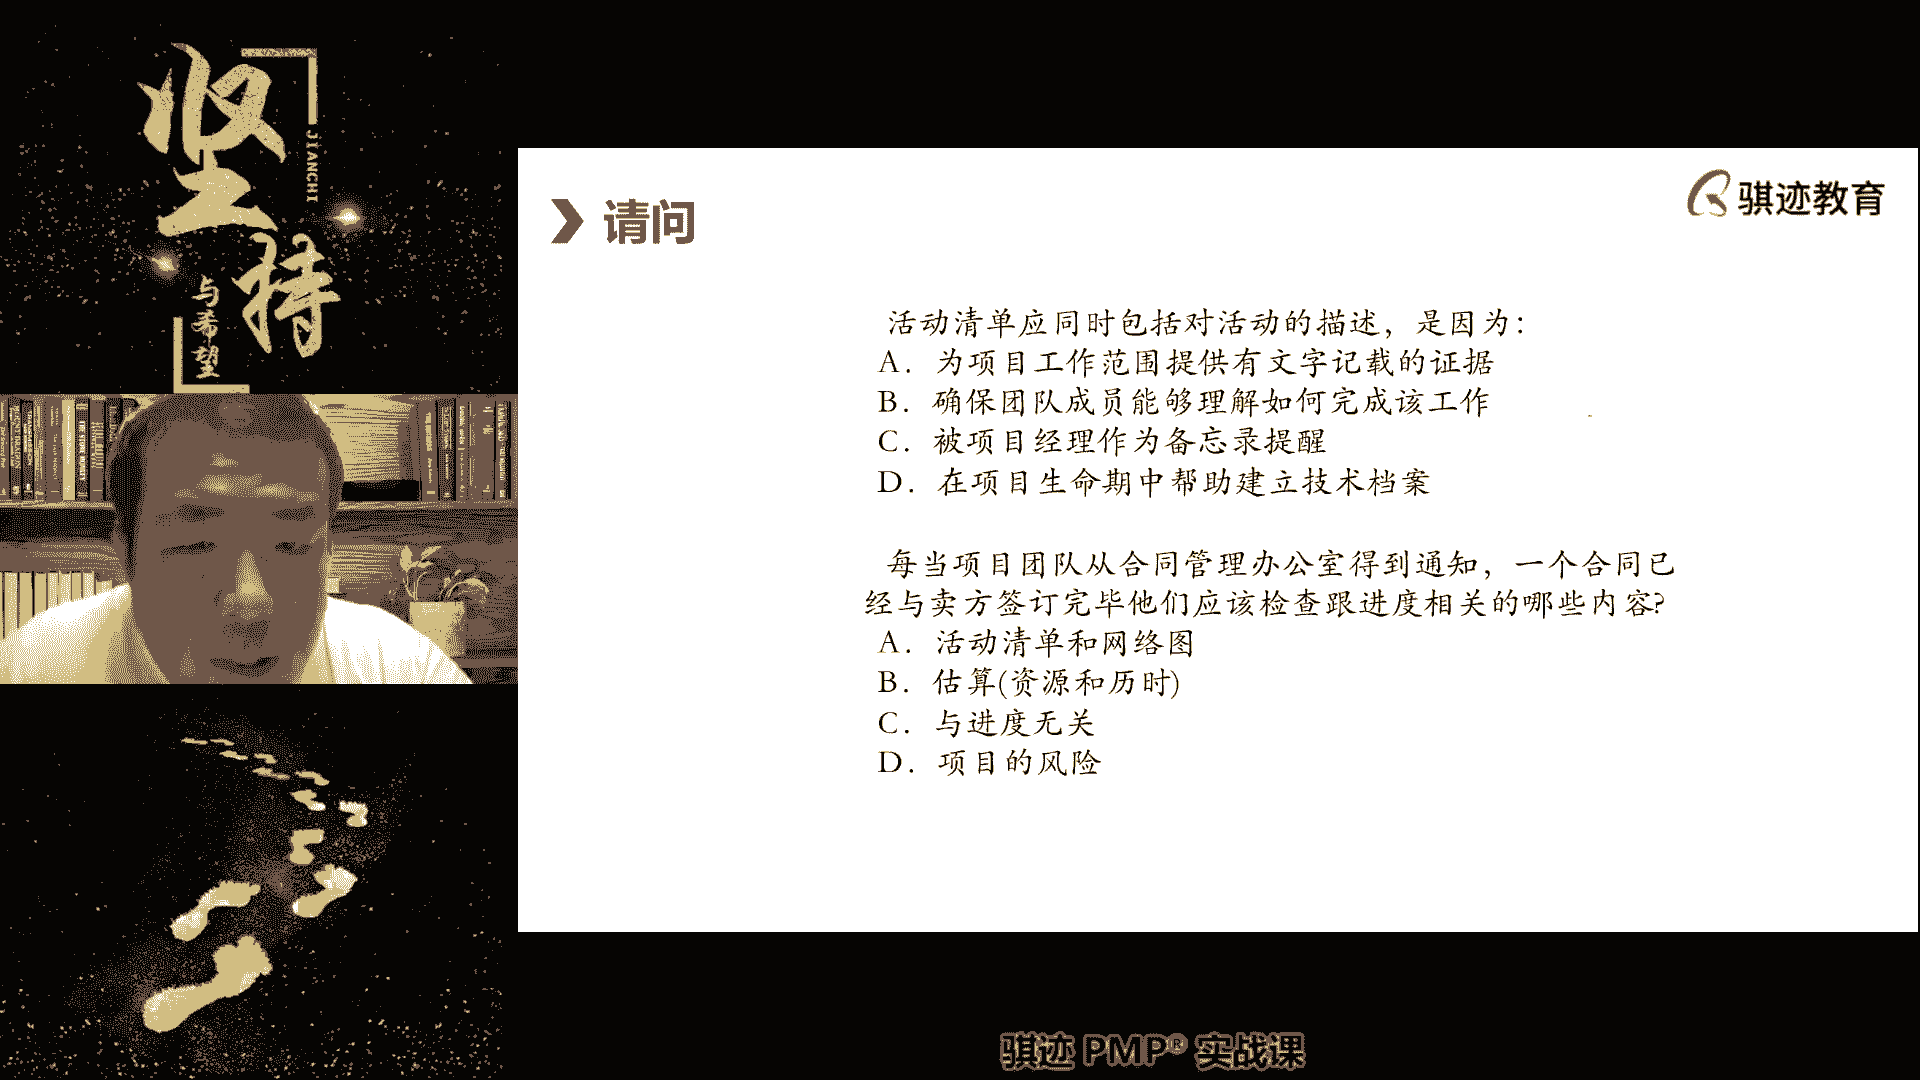 坚持
JIANCHI
与希望
请问
骐迹教育
活动清单应同时包括对活动的描述，是因为：
A. 为项目工作范围提供有文字记载的证据
B. 确保团队成员能够理解如何完成该工作
C. 被项目经理作为备忘录提醒
D. 在项目生命期中帮助建立技术档案
每当项目团队从合同管理办公室得到通知，一个合同已
经与卖方签订完毕他们应该检查跟进度相关的哪些内容?
A. 活动清单和网络图
B. 估算(资源和历时)
C. 与进度无关
D. 项目的风险
骐迹 PMP® 实战课